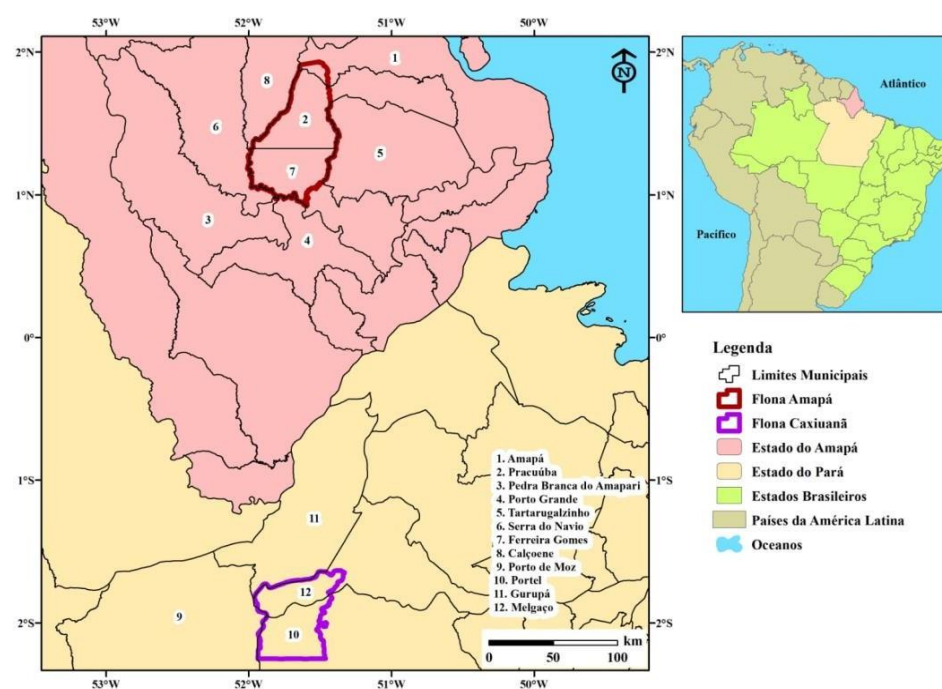 53°W 52°W 51°W 50°W
2°N
1°N
0°
1°S
2°S
1
8
2
6
5
7
3
4
11
12
9
10
N
1. Amapá
2. Pracuúba
3. Pedra Branca do Amapari
4. Porto Grande
5. Tartarugalzinho
6. Serra do Navio
7. Ferreira Gomes
8. Calçoene
9. Porto de Moz
10. Portel
11. Gurupá
12. Melgaço
km
0 50 100
53°W 52°W 51°W 50°W
2°N
1°N
0°
1°S
2°S
Atlântico
Pacífico
Legenda
Limites Municipais
Flona Amapá
Flona Caxiuanã
Estado do Amapá
Estado do Pará
Estados Brasileiros
Países da América Latina
Oceanos